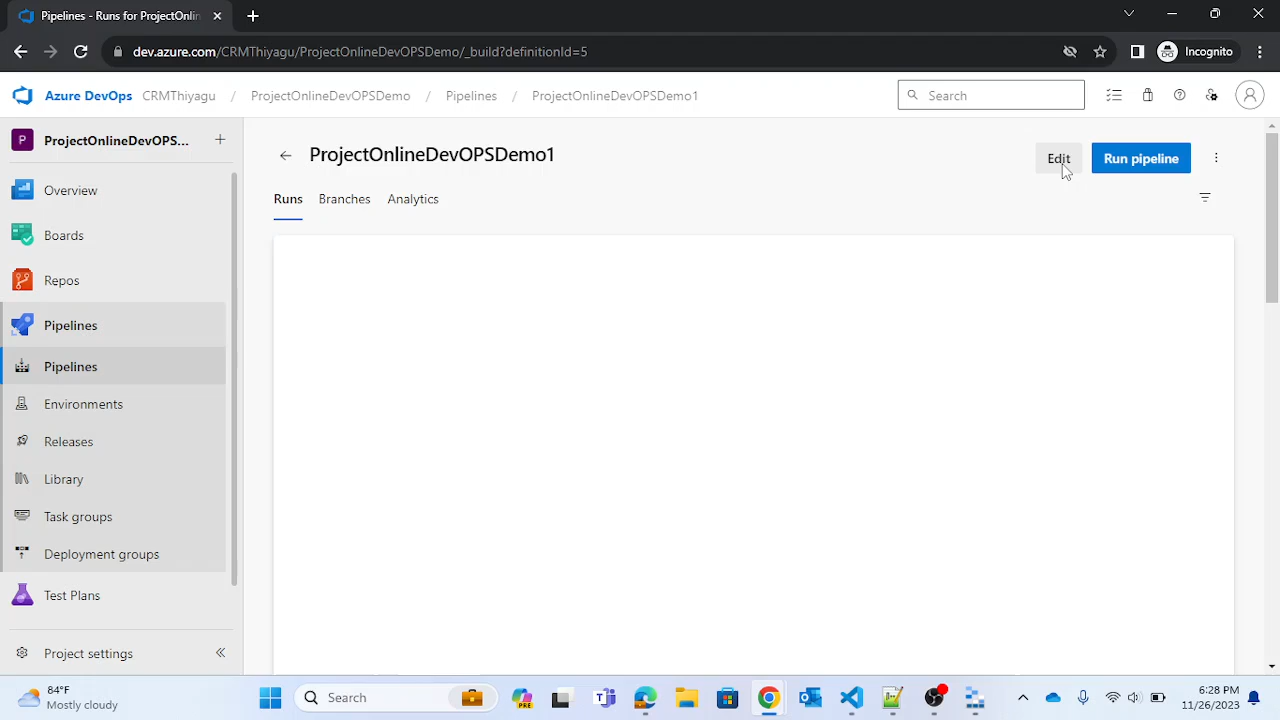 Pipelines - Runs for ProjectOnlin
dev.azure.com/CRMThiyagu/ProjectOnlineDevOPSDemo/_build?definitionId=5
Incognito
Azure DevOps CRMThiyagu / ProjectOnlineDevOPSDemo / Pipelines / ProjectOnlineDevOPSDemo1
Search
P ProjectOnlineDevOPS...
ProjectOnlineDevOPSDemo1
Edit
Run pipeline
Runs Branches Analytics
Overview
Boards
Repos
Pipelines
Pipelines
Environments
Releases
Library
Task groups
Deployment groups
Test Plans
Project settings
84°F
Mostly cloudy
Search
PRE
6:28 PM
11/26/2023